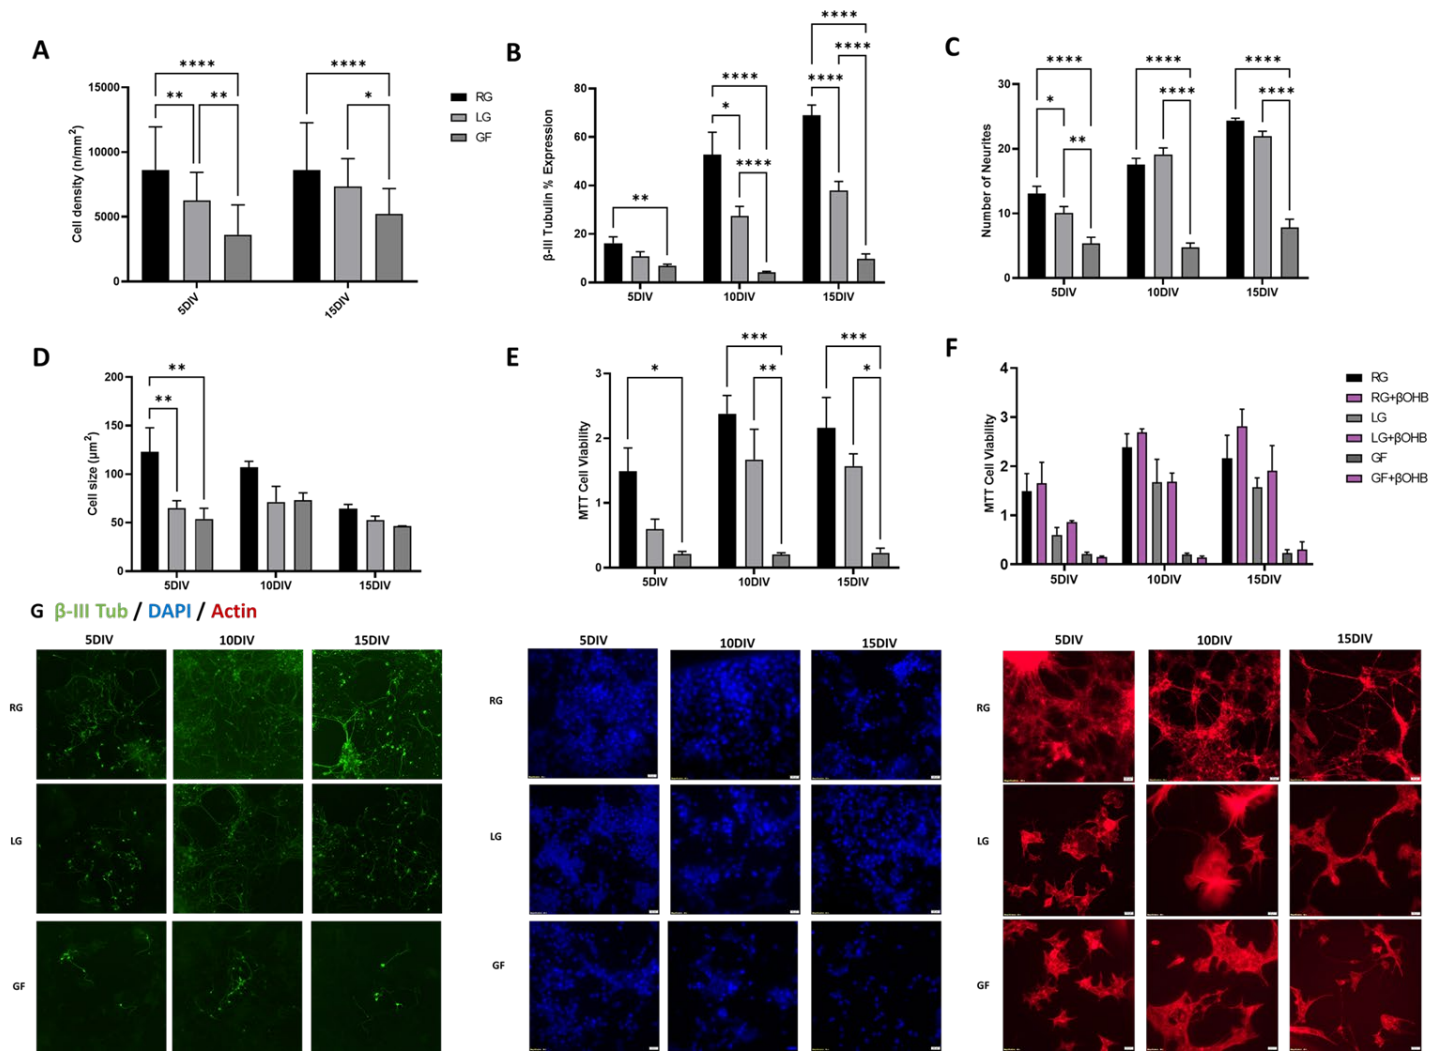 A
****
**
**
****
*
15000
10000
5000
0
Cell density (n/mm²)
5DIV
15DIV
RG
LG
GF
B
**
****
*
****
****
****
****
80
60
40
20
0
β-III Tubulin % Expression
5DIV
10DIV
15DIV
C
****
*
**
****
****
****
****
30
20
10
0
Number of Neurites
5DIV
10DIV
15DIV
D
**
**
200
150
100
50
0
Cell size (µm²)
5DIV
10DIV
15DIV
E
*
***
**
***
*
3
2
1
0
MTT Cell Viability
5DIV
10DIV
15DIV
F
4
3
2
1
0
MTT Cell Viability
5DIV
10DIV
15DIV
RG
RG+βOHB
LG
LG+βOHB
GF
GF+βOHB
G β-III Tub / DAPI / Actin
5DIV 10DIV 15DIV
RG
LG
GF
5DIV 10DIV 15DIV
RG
LG
GF
5DIV 10DIV 15DIV
RG
LG
GF